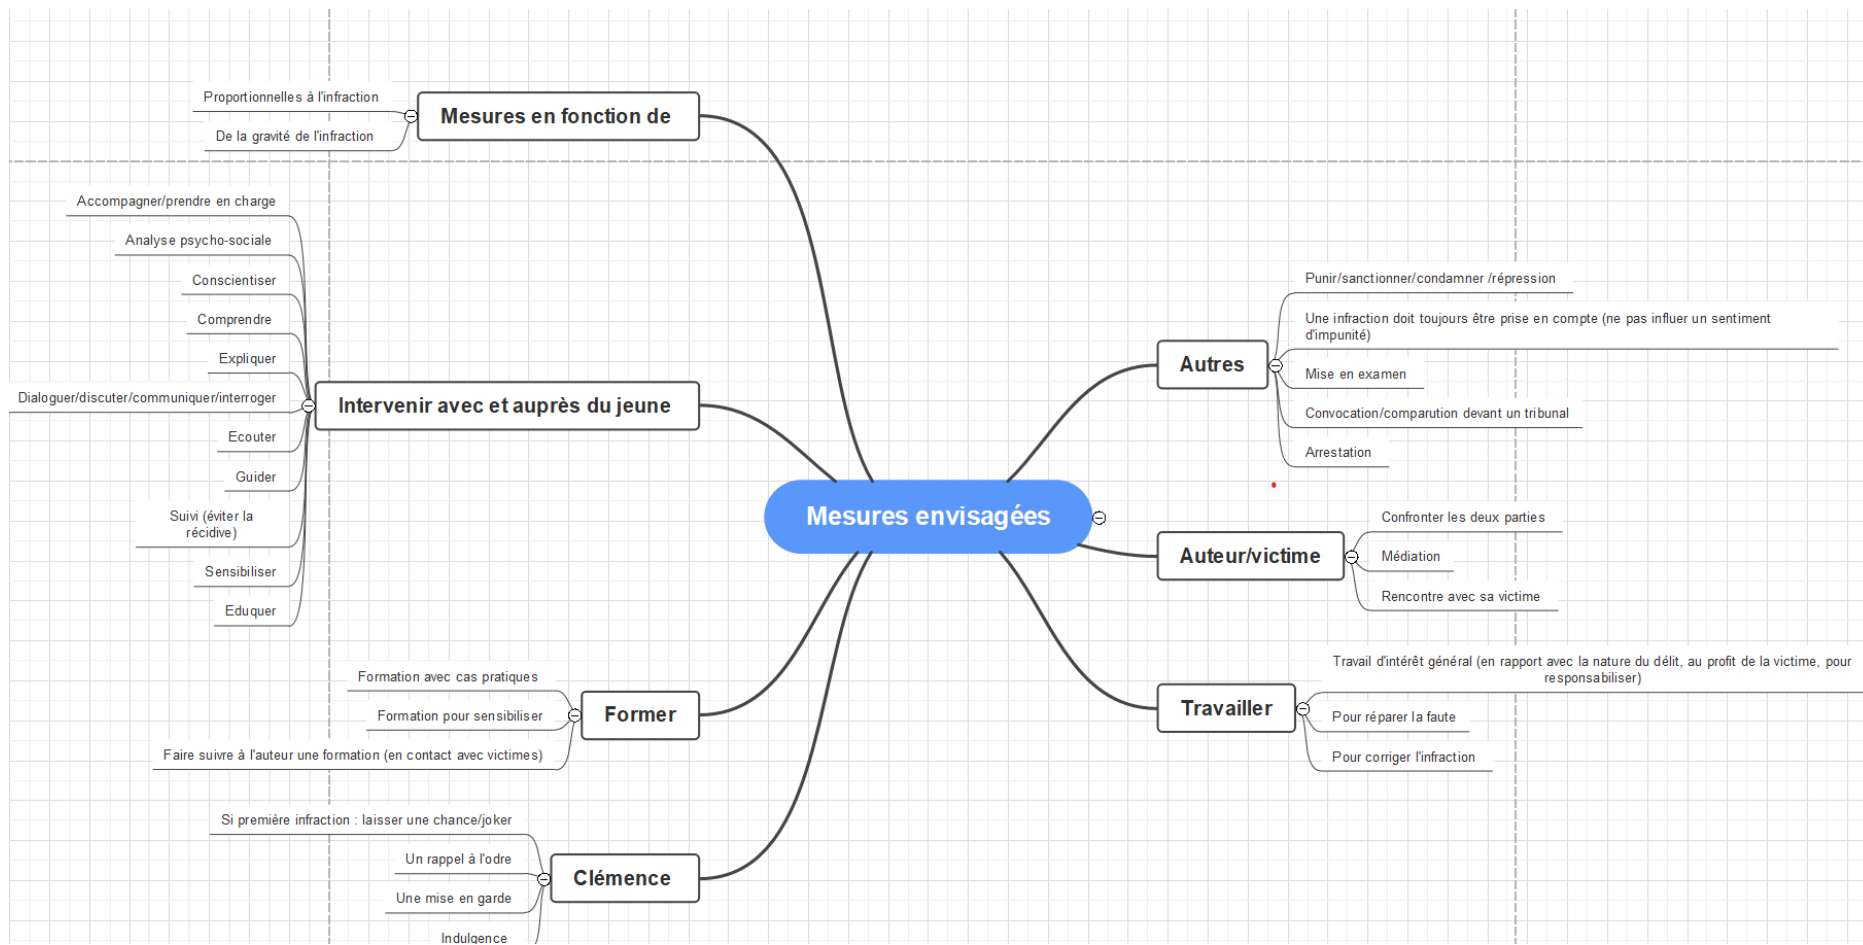 Mesures envisagées
Mesures en fonction de
Proportionnelles à l'infraction
De la gravité de l'infraction
Intervenir avec et auprès du jeune
Accompagner/prendre en charge
Analyse psycho-sociale
Conscientiser
Comprendre
Expliquer
Dialoguer/discuter/communiquer/interroger
Ecouter
Guider
Suivi (éviter la
récidive)
Sensibiliser
Eduquer
Former
Formation avec cas pratiques
Formation pour sensibiliser
Faire suivre à l'auteur une formation (en contact avec victimes)
Clémence
Si première infraction : laisser une chance/joker
Un rappel à l'odre
Une mise en garde
Indulgence
Autres
Punir/sanctionner/condamner /répression
Une infraction doit toujours être prise en compte (ne pas influer un sentiment
d'impunité)
Mise en examen
Convocation/comparution devant un tribunal
Arrestation
Auteur/victime
Confronter les deux parties
Médiation
Rencontre avec sa victime
Travailler
Travail d'intérêt général (en rapport avec la nature du délit, au profit de la victime, pour
responsabiliser)
Pour réparer la faute
Pour corriger l'infraction